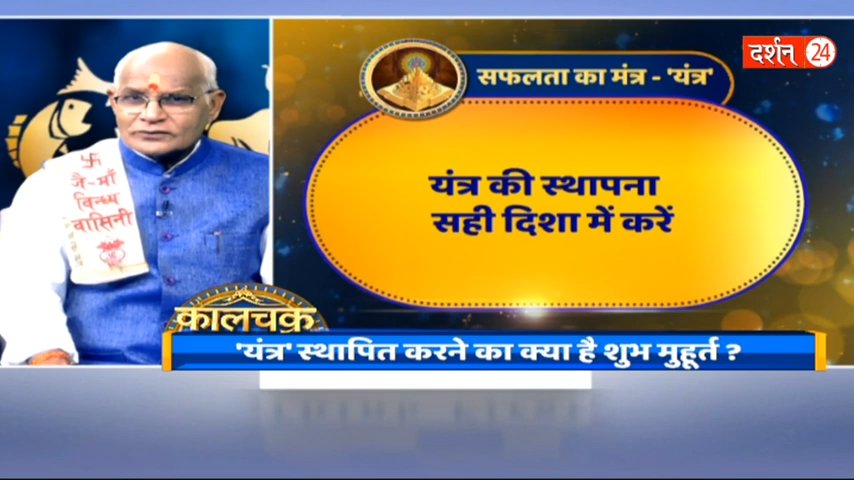 दर्शन 24
सफलता का मंत्र - 'यंत्र'
यंत्र की स्थापना
सही दिशा में करें
जै-माँ
विन्ध्य
वासिनी
कालचक्र
'यंत्र' स्थापित करने का क्या है शुभ मुहूर्त ?